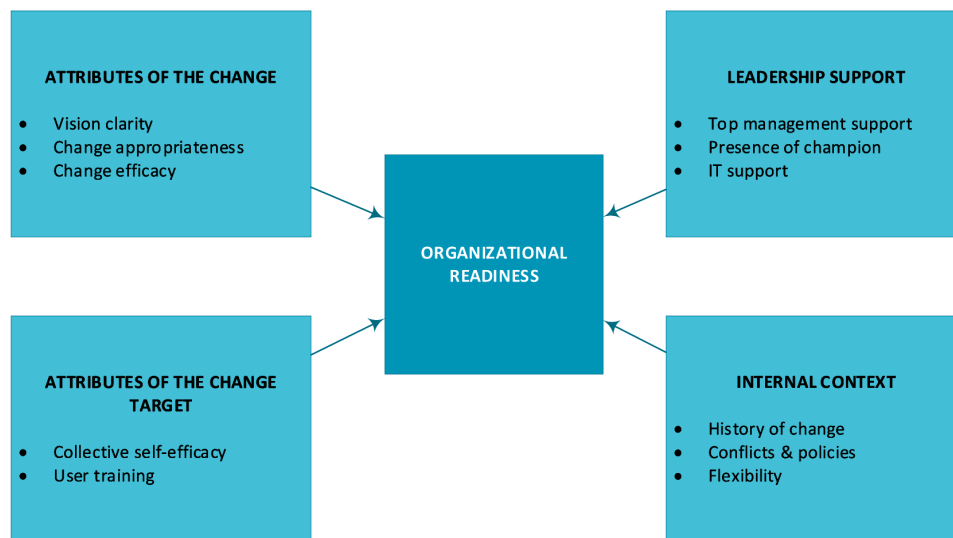 ATTRIBUTES OF THE CHANGE
• Vision clarity
• Change appropriateness
• Change efficacy
LEADERSHIP SUPPORT
• Top management support
• Presence of champion
• IT support
ORGANIZATIONAL
READINESS
ATTRIBUTES OF THE CHANGE
TARGET
• Collective self-efficacy
• User training
INTERNAL CONTEXT
• History of change
• Conflicts & policies
• Flexibility